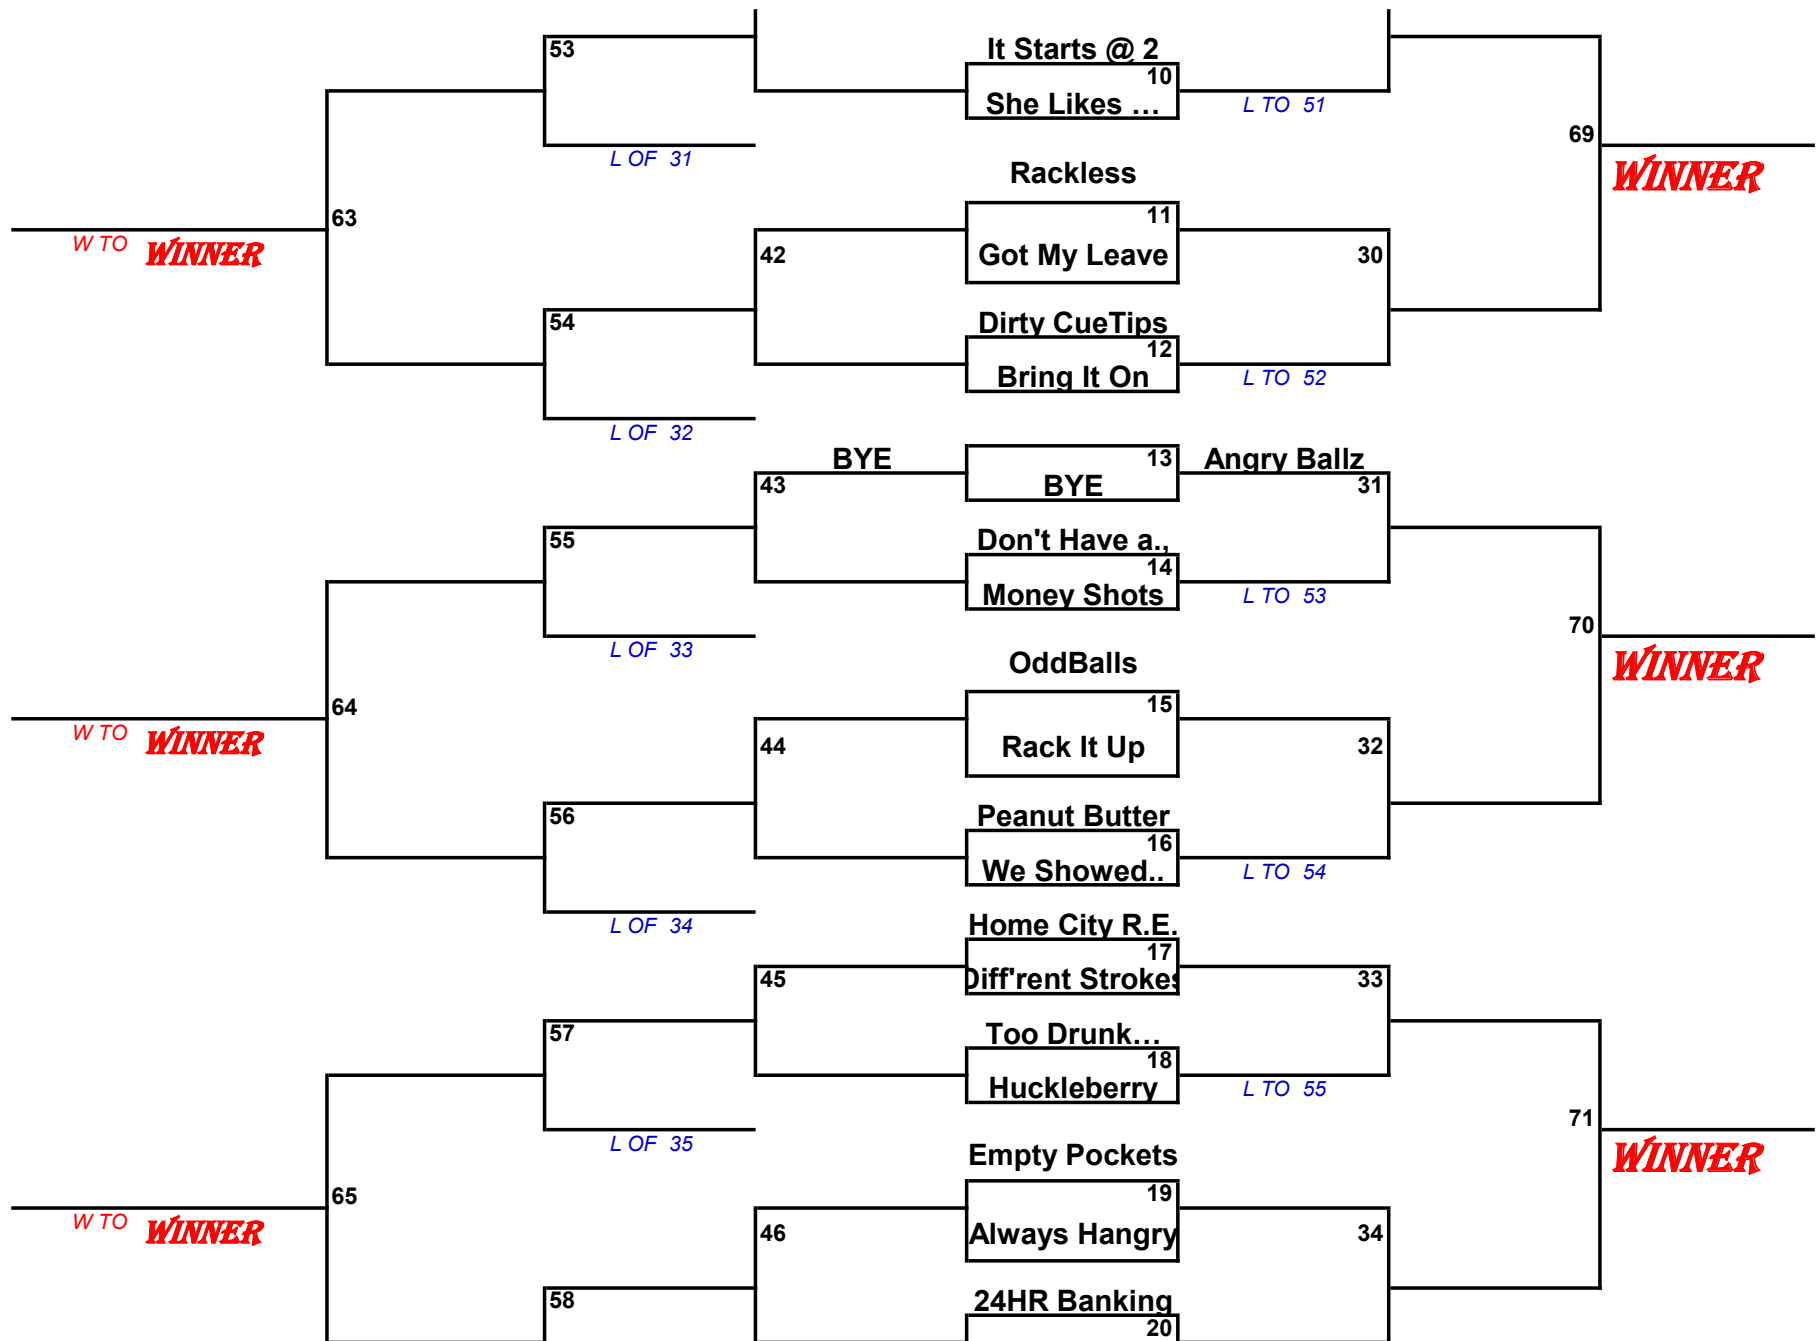 53
It Starts @ 2
10
She Likes …
L TO 51
69
L OF 31
WINNER
Rackless
63
11
W TO WINNER
42
Got My Leave
30
54
Dirty CueTips
12
Bring It On
L TO 52
L OF 32
BYE
13
Angry Ballz
43
BYE
31
55
Don't Have a.,
14
Money Shots
L TO 53
70
L OF 33
OddBalls
WINNER
64
15
W TO WINNER
44
Rack It Up
32
56
Peanut Butter
16
We Showed..
L TO 54
L OF 34
Home City R.E.
17
45
Diff'rent Strokes
33
57
Too Drunk…
18
Huckleberry
L TO 55
71
L OF 35
Empty Pockets
WINNER
65
19
W TO WINNER
46
Always Hangry
34
58
24HR Banking
20